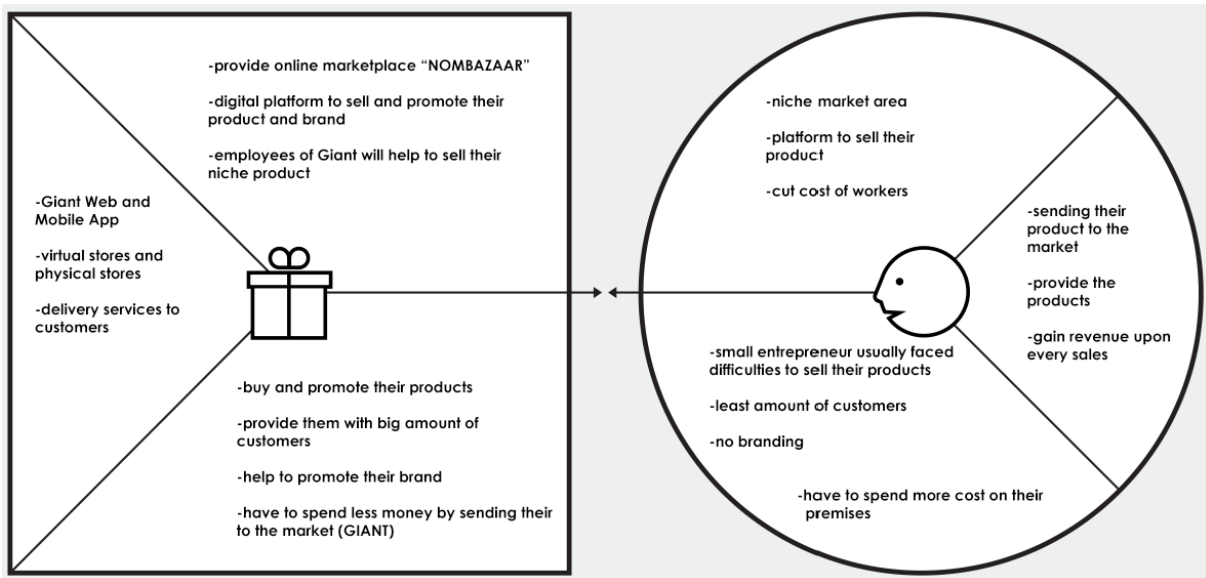 -provide online marketplace “NOMBAZAAR”
-digital platform to sell and promote their
product and brand
-employees of Giant will help to sell their
niche product
-Giant Web and
Mobile App
-virtual stores and
physical stores
-delivery services to
customers
-buy and promote their products
-provide them with big amount of
customers
-help to promote their brand
-have to spend less money by sending their
to the market (GIANT)
-niche market area
-platform to sell their
product
-cut cost of workers
-sending their
product to the
market
-provide the
products
-gain revenue upon
every sales
-small entrepreneur usually faced
difficulties to sell their products
-least amount of customers
-no branding
-have to spend more cost on their
premises